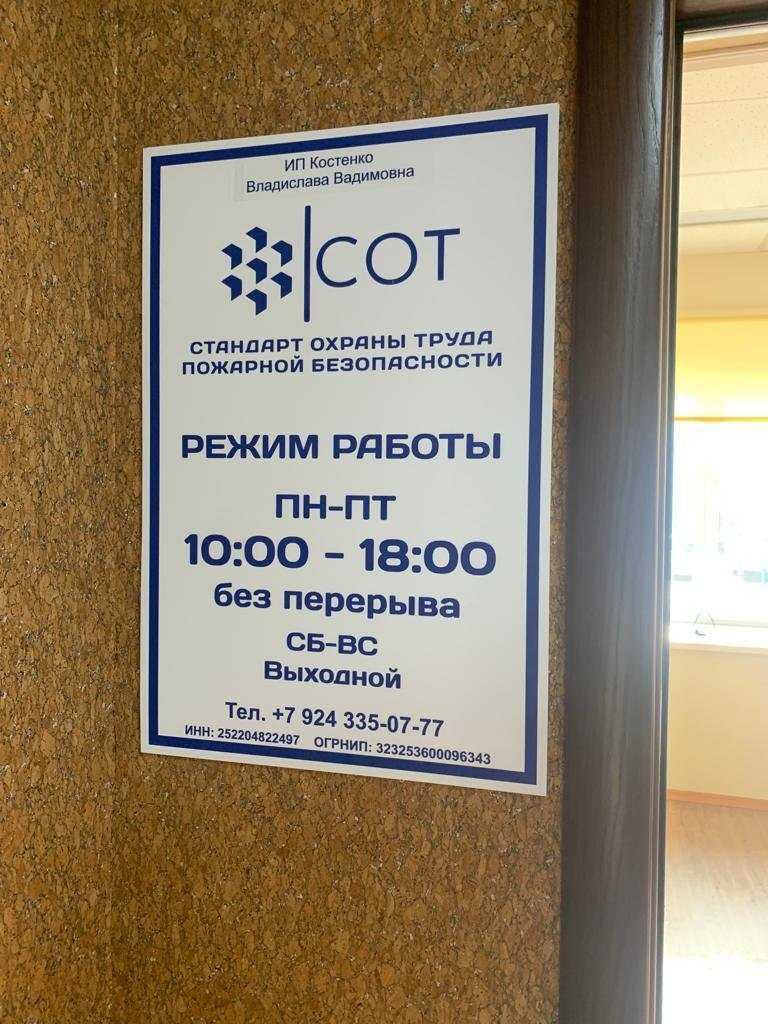 ИП Костенко
Владислава Вадимовна
СОТ
СТАНДАРТ ОХРАНЫ ТРУДА
ПОЖАРНОЙ БЕЗОПАСНОСТИ
РЕЖИМ РАБОТЫ
ПН-ПТ
10:00 - 18:00
без перерыва
СБ-ВС
Выходной
Тел. +7 924 335-07-77
ИНН: 252204822497 ОГРНИП: 323253600096343